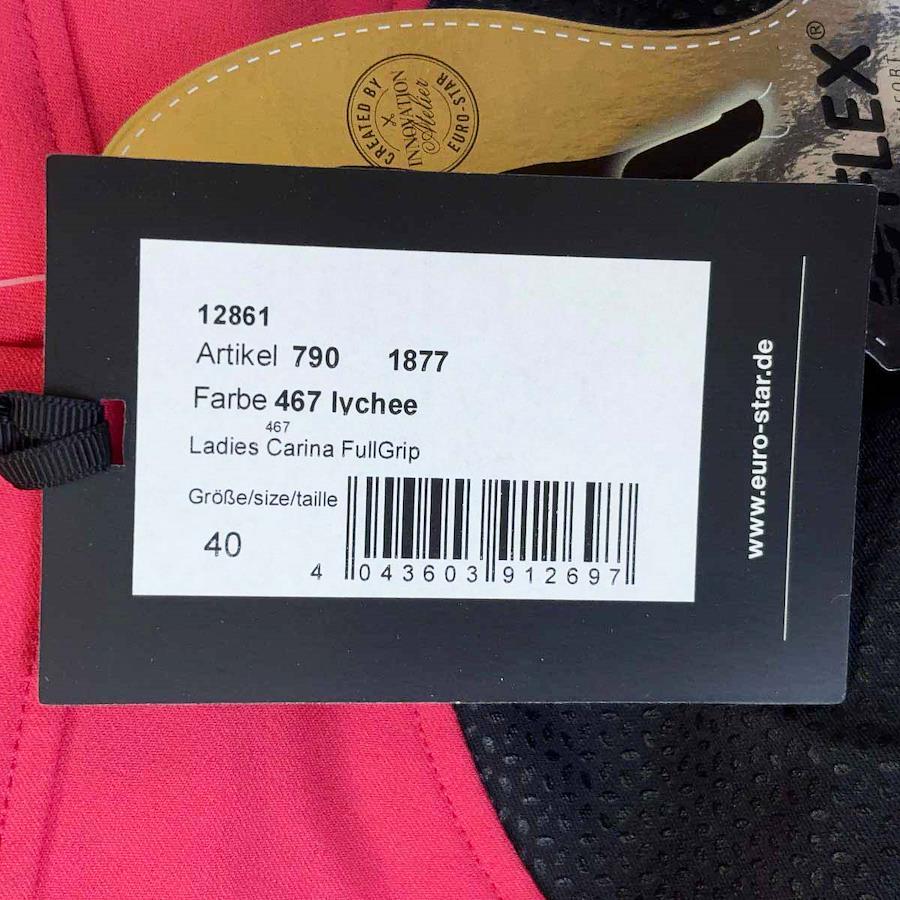 CREATED BY
INNOVATION
Atelier
EURO-STAR
FLEX®
12861
Artikel 790 1877
Farbe 467 lychee
467
Ladies Carina FullGrip
Größe/size/taille
40
4 043603 912697
www.euro-star.de